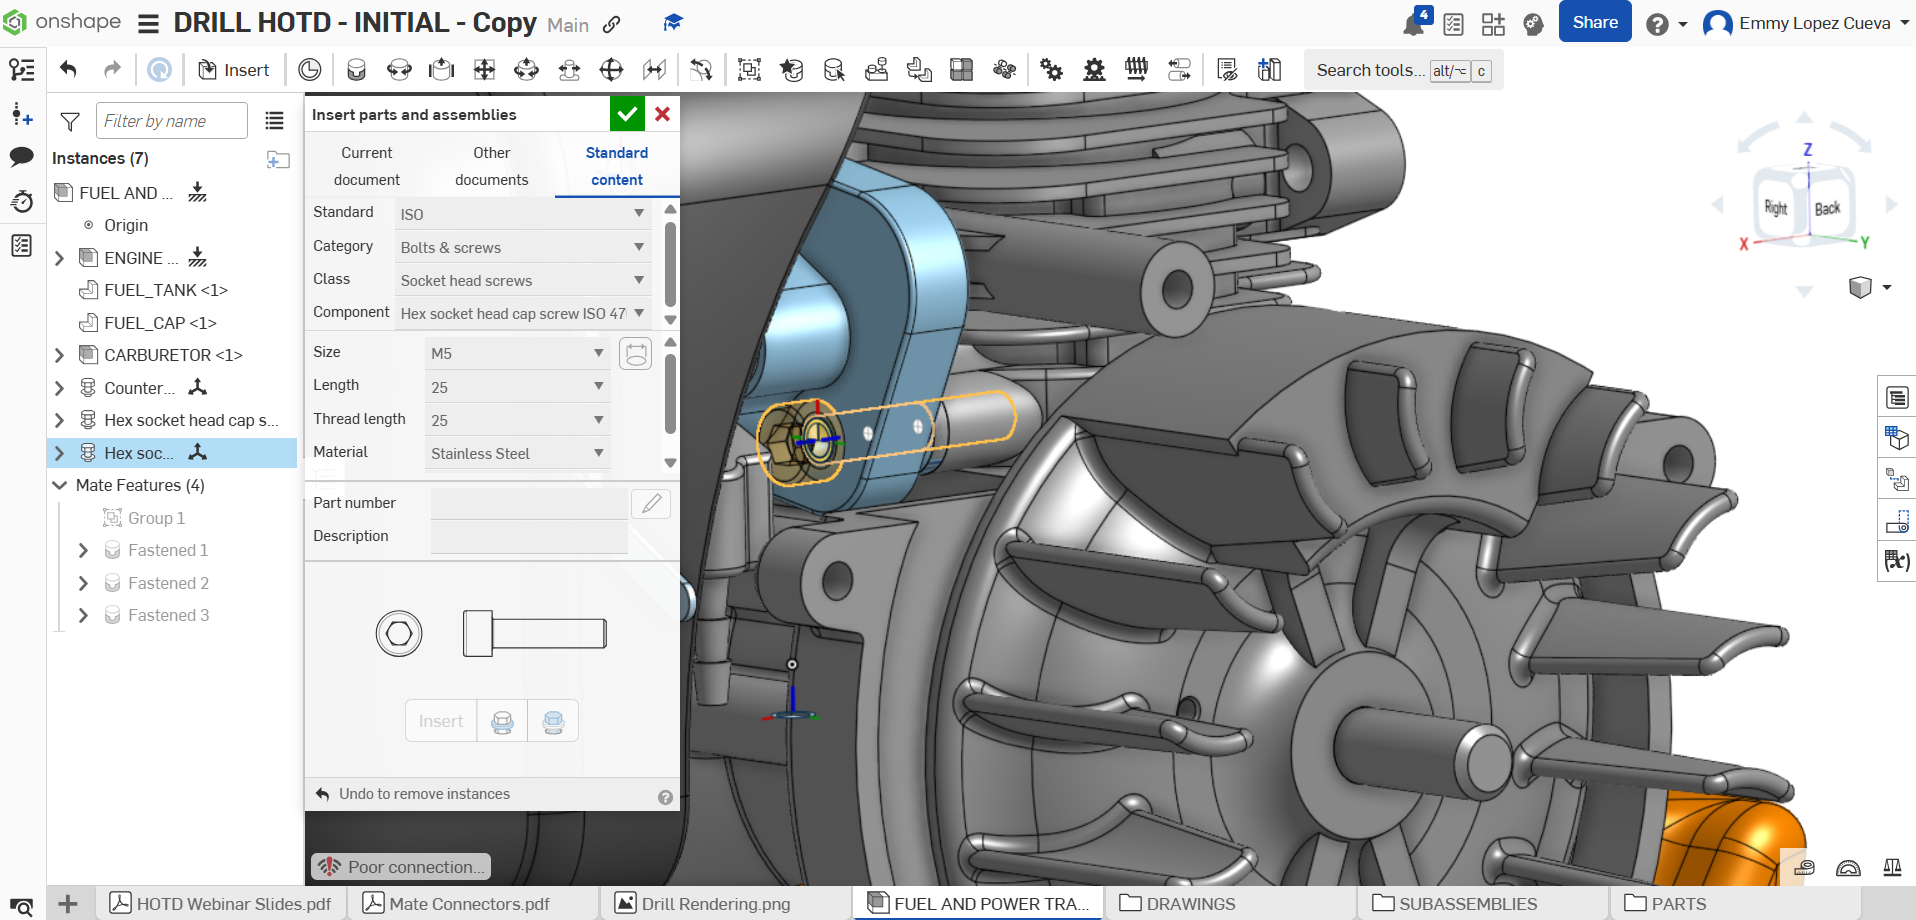 onshape
DRILL HOTD - INITIAL - Copy Main
4
Share
Emmy Lopez Cueva
Insert
Search tools... alt/⌥ c
Filter by name
Instances (7)
FUEL AND ...
Origin
ENGINE ...
FUEL_TANK <1>
FUEL_CAP <1>
CARBURETOR <1>
Counter...
Hex socket head cap s...
Hex soc...
Mate Features (4)
Group 1
Fastened 1
Fastened 2
Fastened 3
Insert parts and assemblies
Current document
Other documents
Standard content
Standard ISO
Category Bolts & screws
Class Socket head screws
Component Hex socket head cap screw ISO 47
Size M5
Length 25
Thread length 25
Material Stainless Steel
Part number
Description
Insert
Undo to remove instances
Poor connection...
Z
Right
Back
X
Y
HOTD Webinar Slides.pdf
Mate Connectors.pdf
Drill Rendering.png
FUEL AND POWER TRA...
DRAWINGS
SUBASSEMBLIES
PARTS